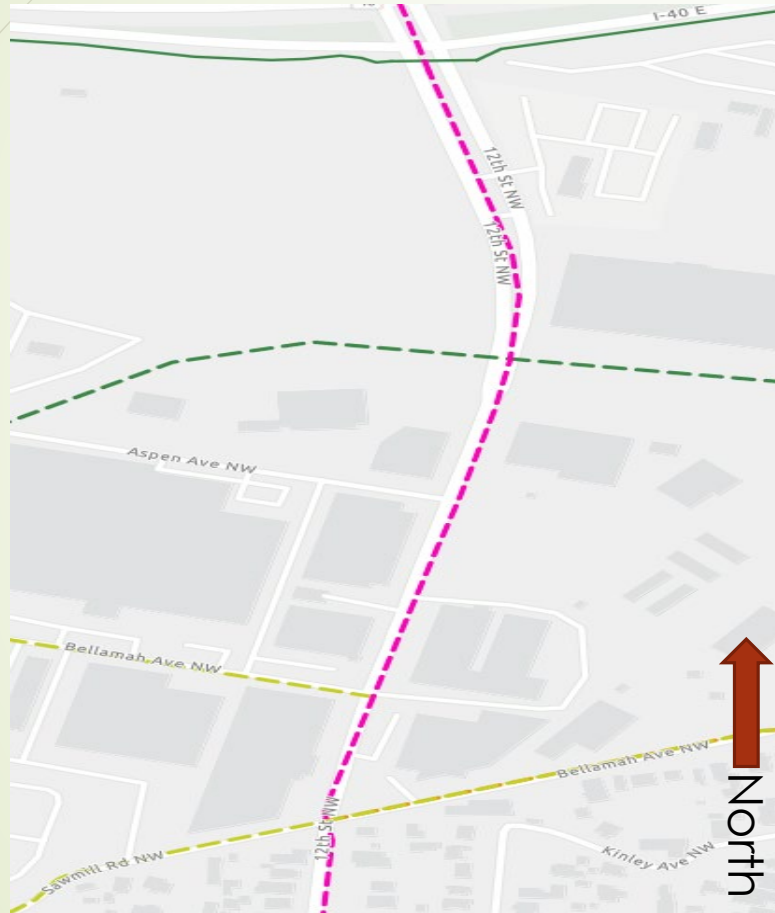 I-40 E
12th St NW
12th St NW
Aspen Ave NW
Bellamah Ave NW
Bellamah Ave NW
North
12th St NW
Kinley Ave NW
Sawmill Rd NW